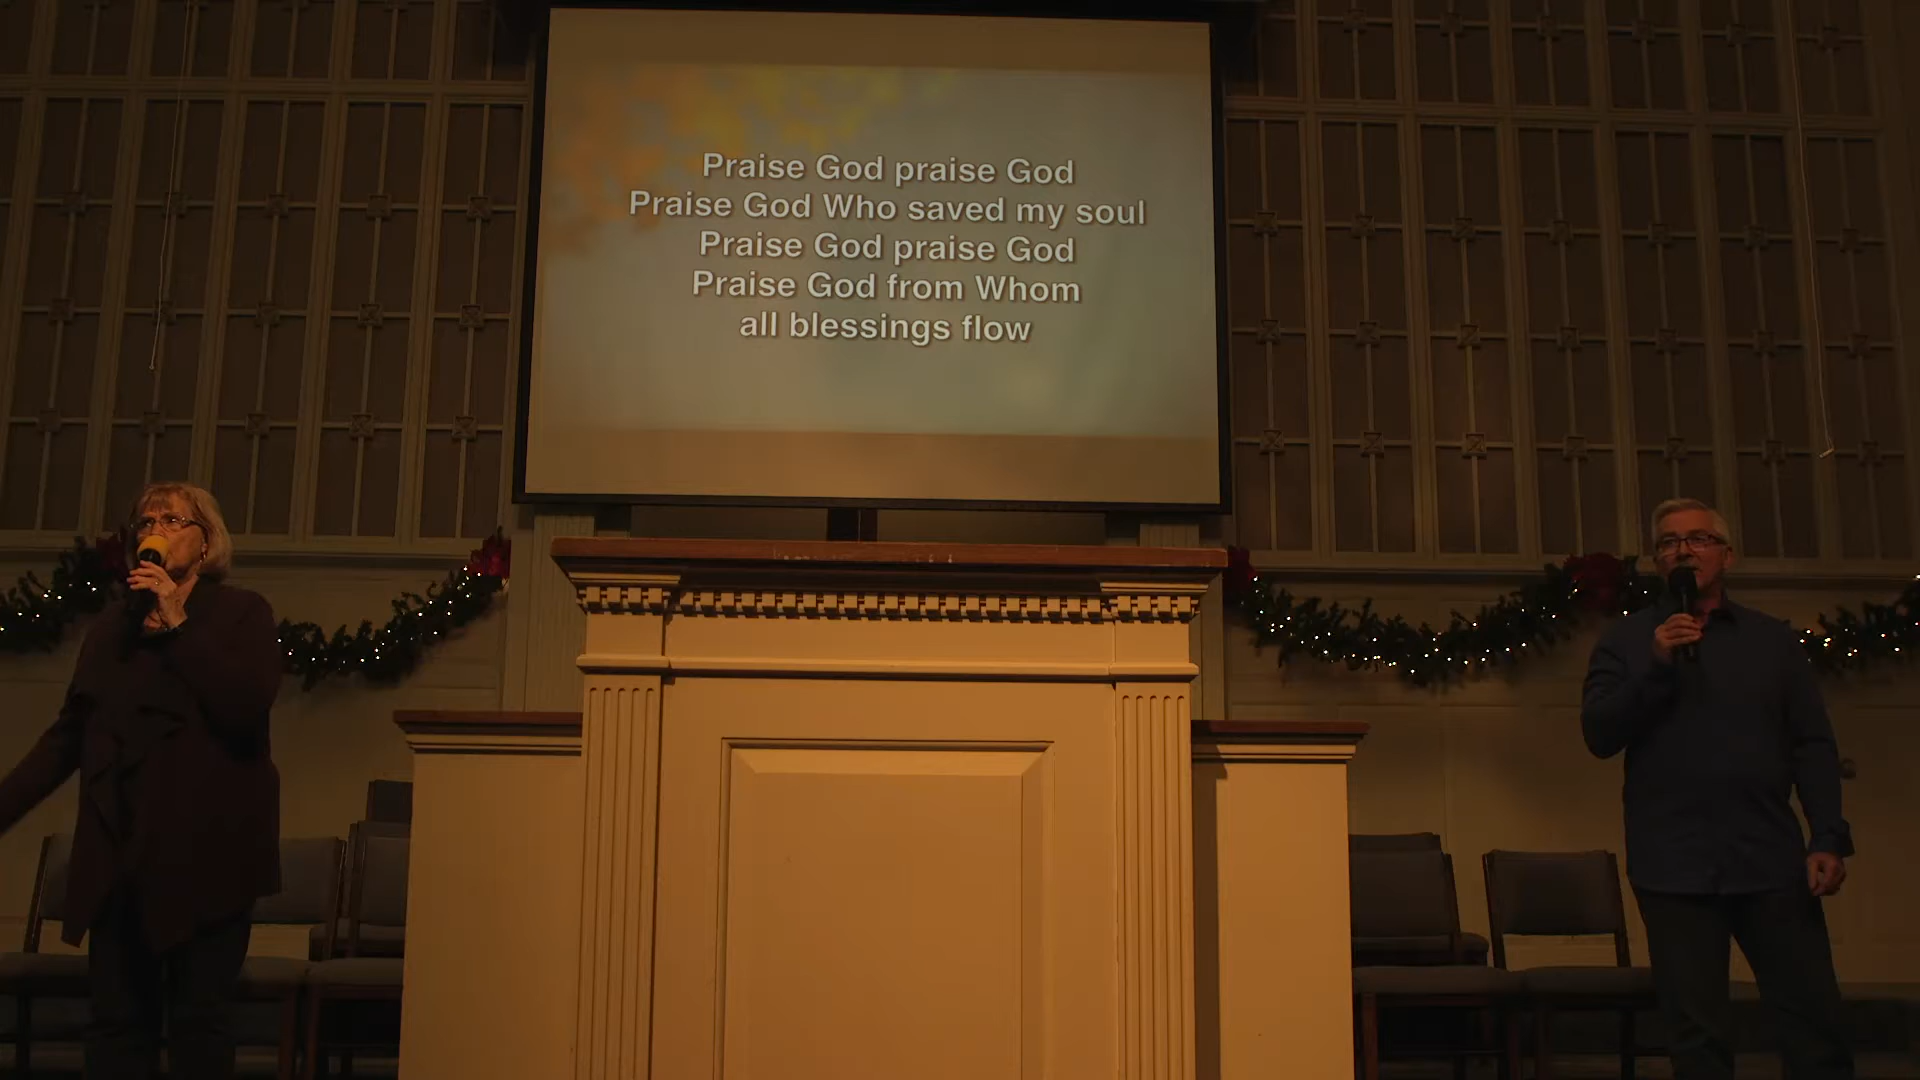 Praise God praise God
Praise God Who saved my soul
Praise God praise God
Praise God from Whom
all blessings flow